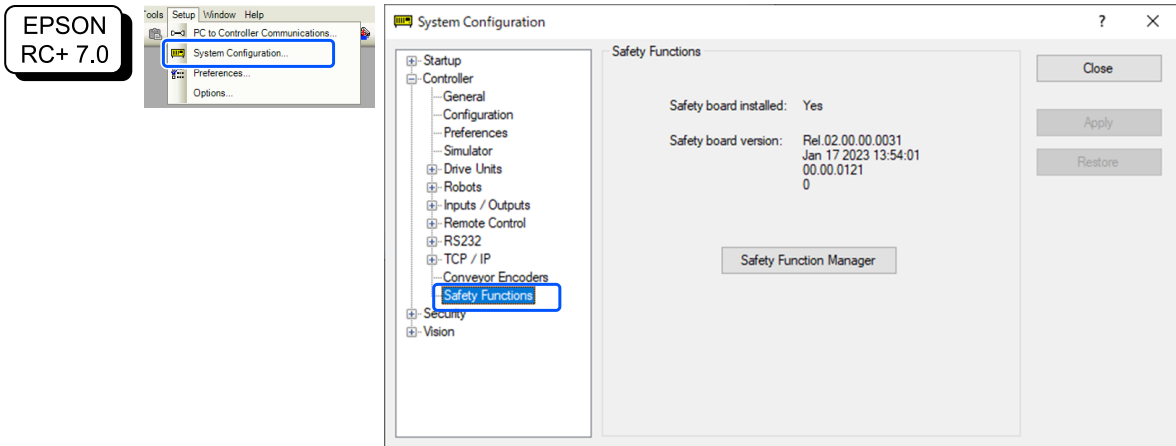 EPSON
RC+ 7.0
ools Setup Window Help
PC to Controller Communications...
System Configuration...
Preferences...
Options...
System Configuration
? ×
Startup
Controller
General
Configuration
Preferences
Simulator
Drive Units
Robots
Inputs / Outputs
Remote Control
RS232
TCP / IP
Conveyor Encoders
Safety Functions
Security
Vision
Safety Functions
Safety board installed: Yes
Safety board version: Rel.02.00.00.0031
Jan 17 2023 13:54:01
00.00.0121
0
Safety Function Manager
Close
Apply
Restore